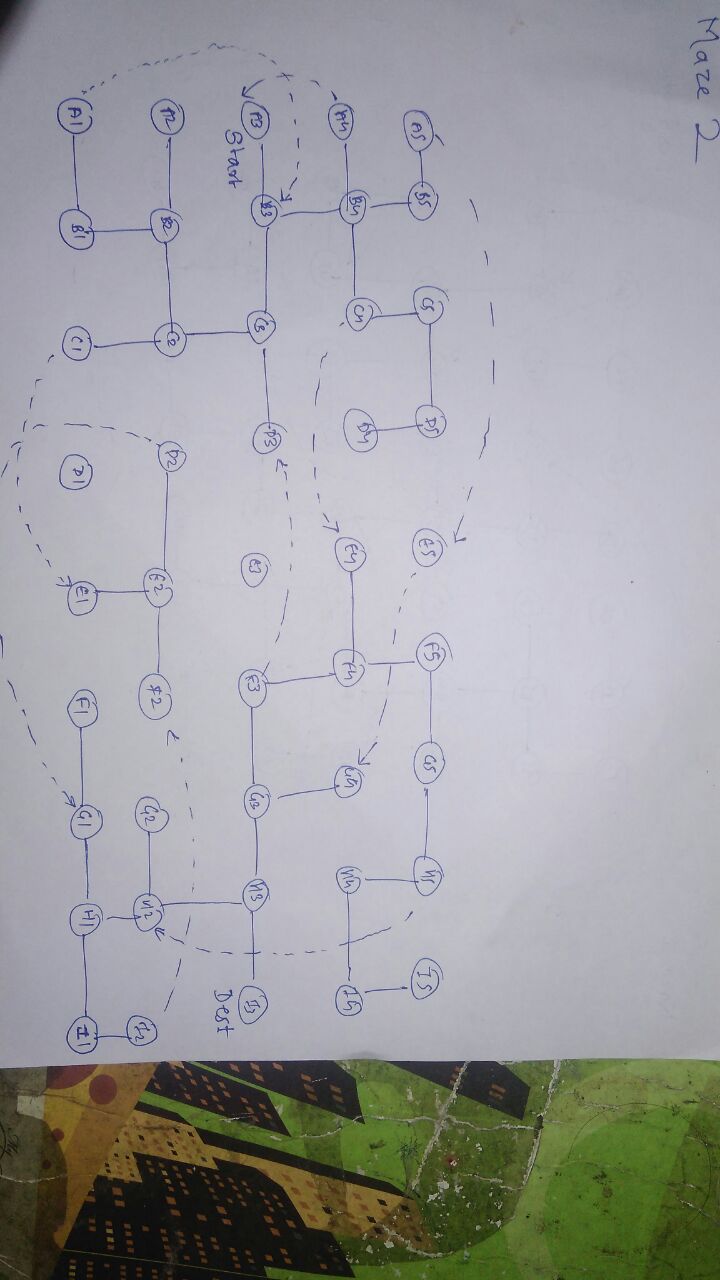 Maze 2
A5 B5 C5 D5 E5 F5 G5 H5 I5
A4 B4 C4 D4 E4 F4 G4 H4 I4
A3 B3 C3 D3 E3 F3 G3 H3 I3
Start Dest
A2 B2 C2 D2 E2 F2 G2 H2 I2
A1 B1 C1 D1 E1 F1 G1 H1 I1